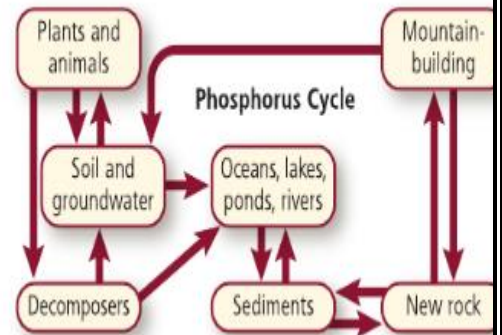 Plants and
animals
Mountain-
building
Phosphorus Cycle
Soil and
groundwater
Oceans, lakes,
ponds, rivers
Decomposers
Sediments
New rock